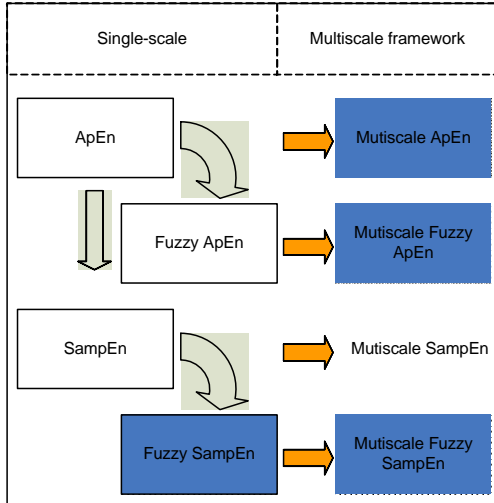 Single-scale
Multiscale framework
ApEn
Mutiscale ApEn
Fuzzy ApEn
Mutiscale Fuzzy
ApEn
SampEn
Mutiscale SampEn
Fuzzy SampEn
Mutiscale Fuzzy
SampEn